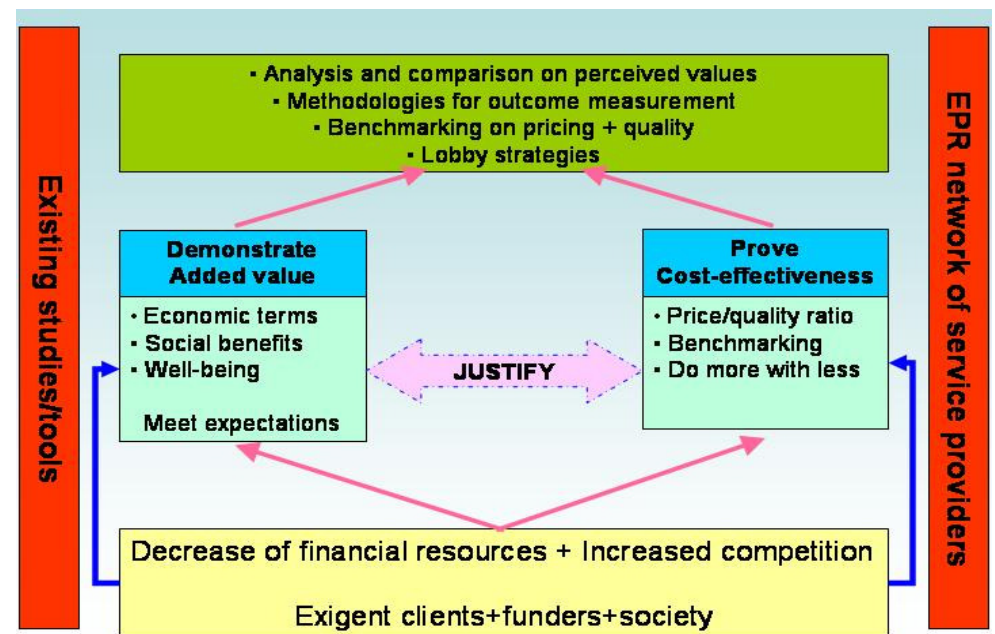 Existing studies/tools
▪ Analysis and comparison on perceived values
▪ Methodologies for outcome measurement
▪ Benchmarking on pricing + quality
▪ Lobby strategies
Demonstrate
Added value
• Economic terms
• Social benefits
• Well-being
Meet expectations
JUSTIFY
Prove
Cost-effectiveness
• Price/quality ratio
• Benchmarking
• Do more with less
Decrease of financial resources + Increased competition
Exigent clients+funders+society
EPR network of service providers